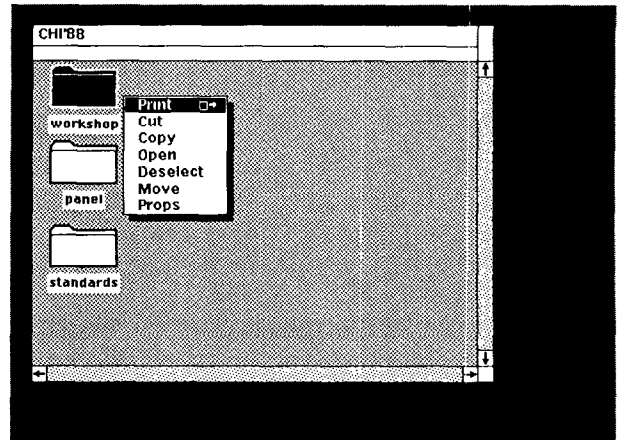 CHI'88
workshop
Print
Cut
Copy
Open
Deselect
Move
Props
panel
standards